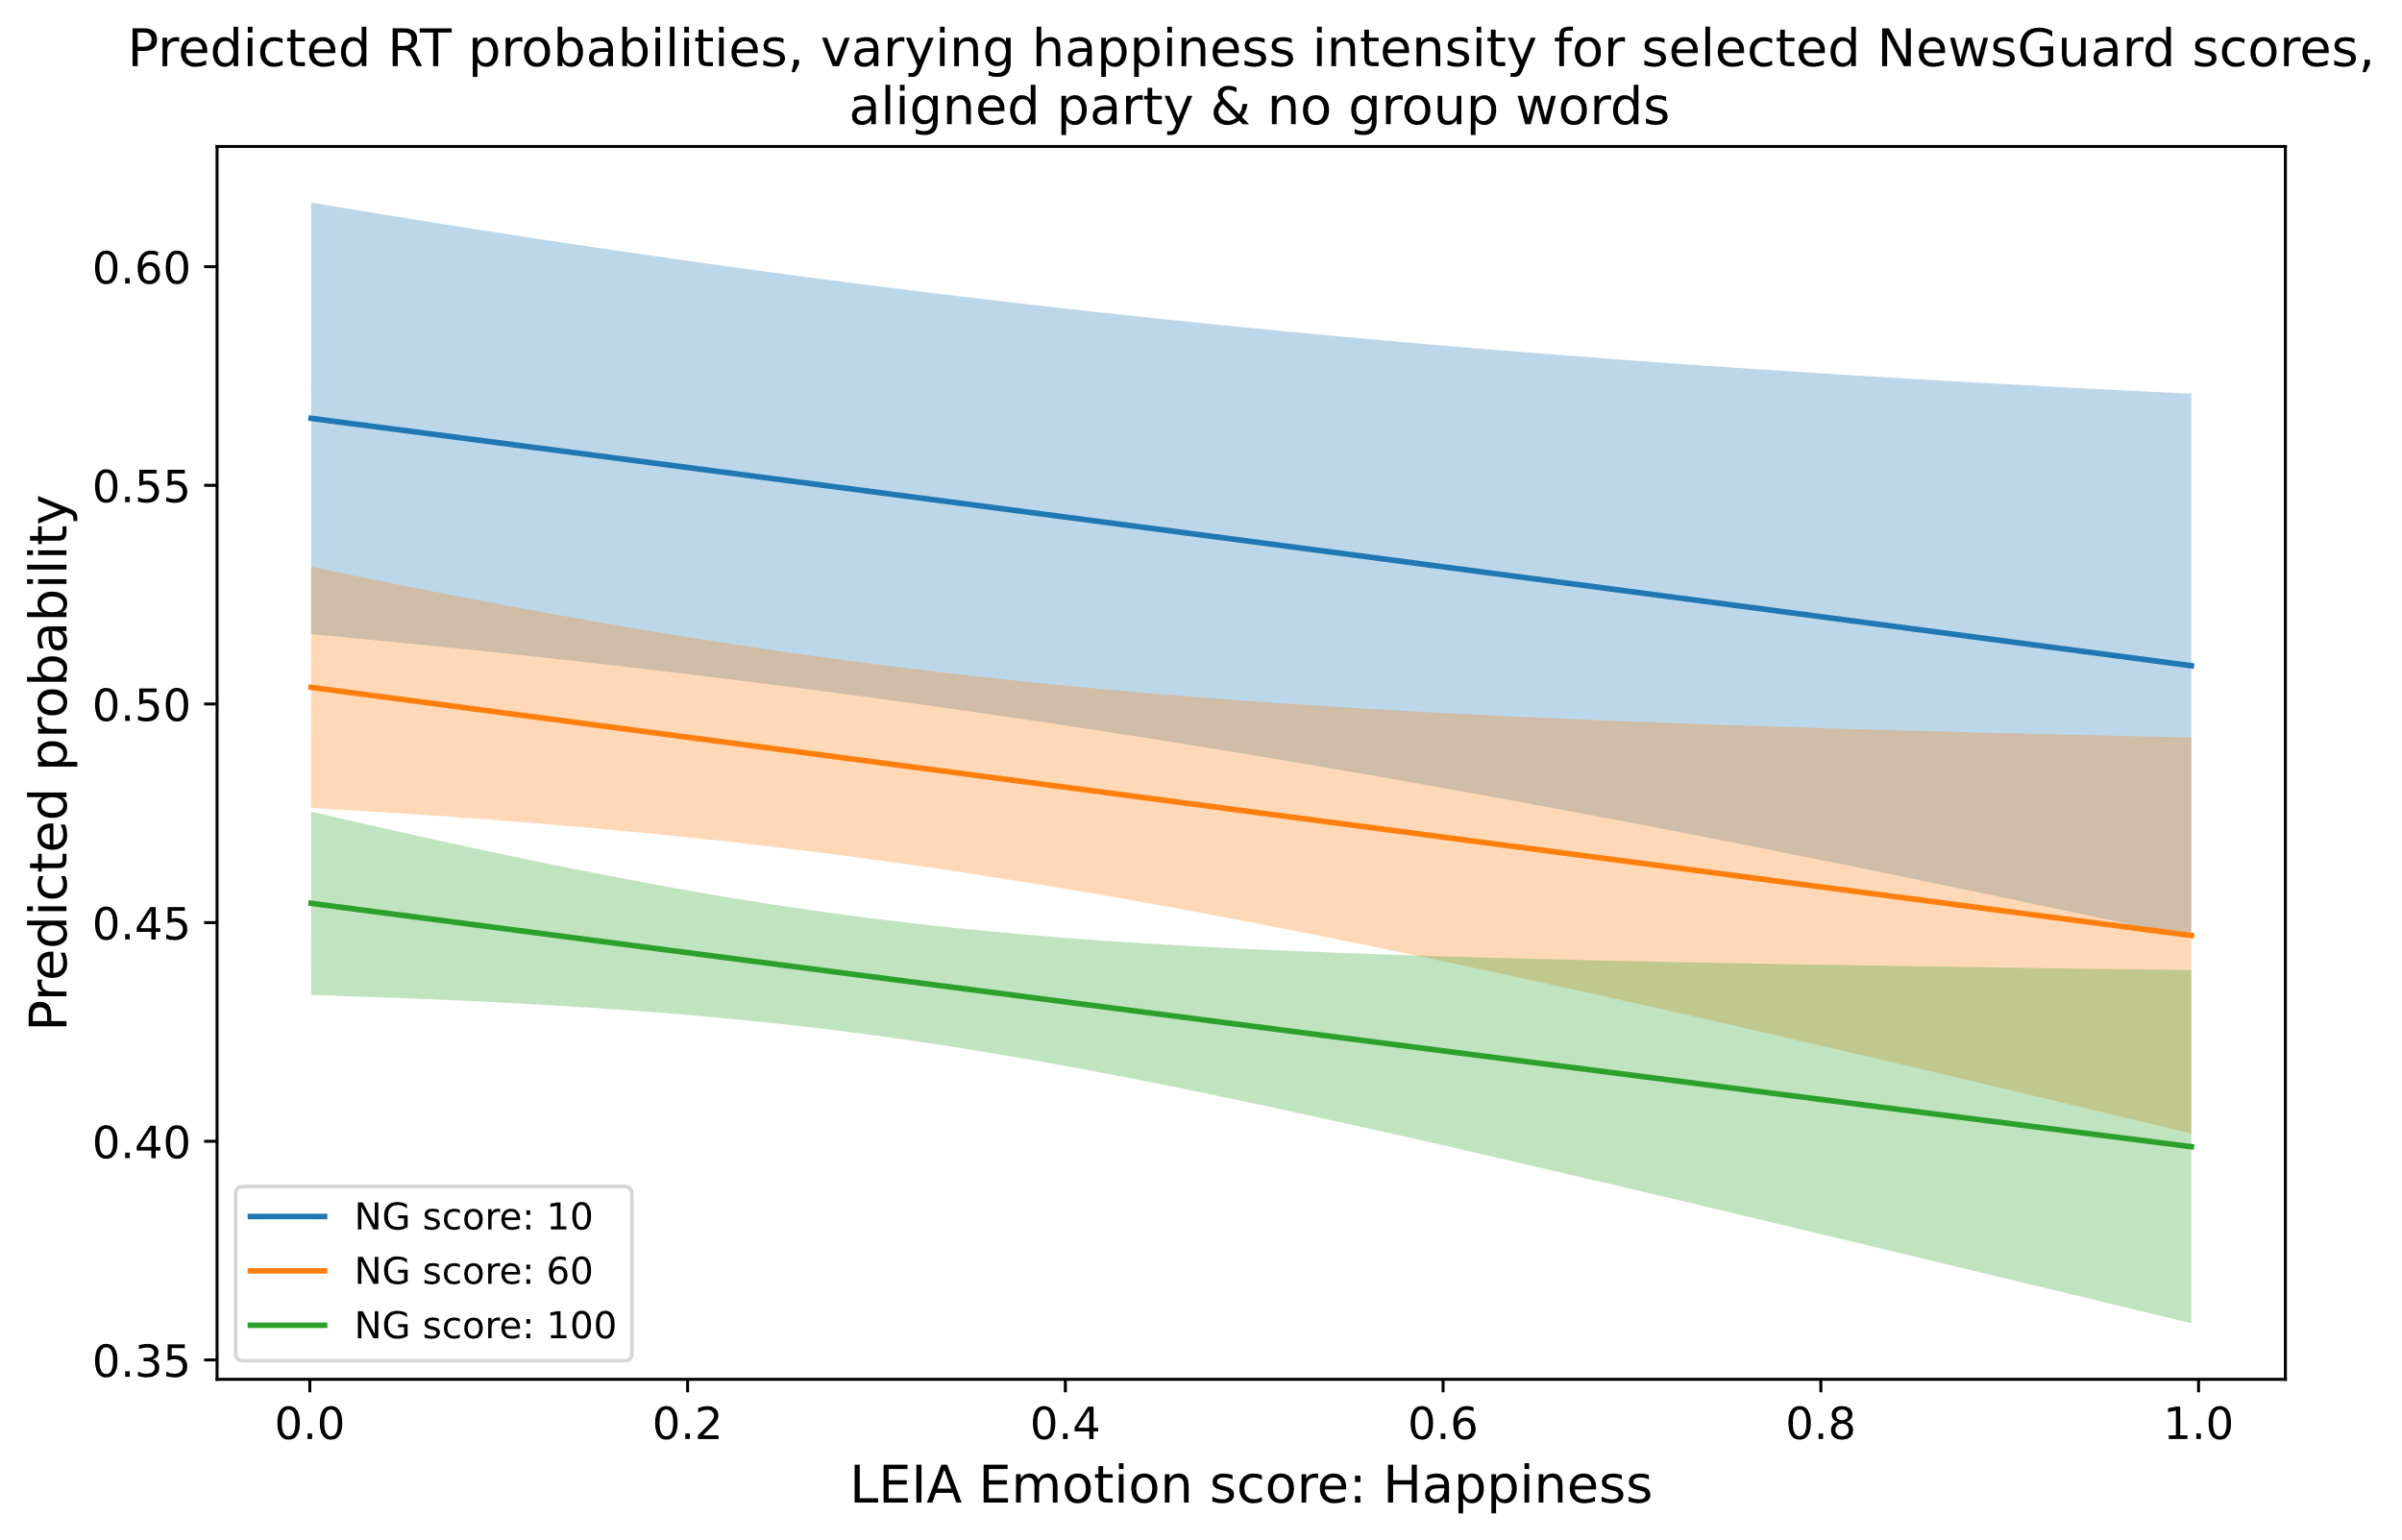 Predicted RT probabilities, varying happiness intensity for selected NewsGuard scores,
aligned party & no group words
Predicted probability
0.60
0.55
0.50
0.45
0.40
0.35
NG score: 10
NG score: 60
NG score: 100
0.0 0.2 0.4 0.6 0.8 1.0
LEIA Emotion score: Happiness